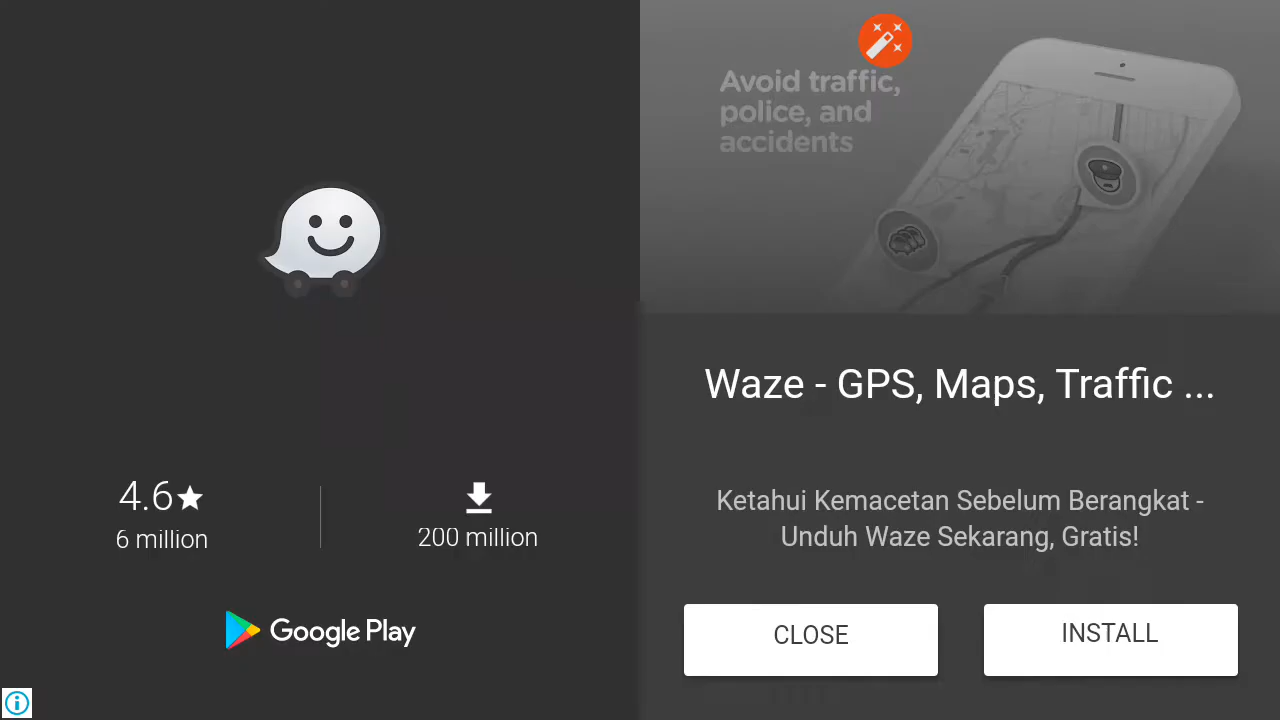 Avoid traffic,
police, and
accidents
Waze - GPS, Maps, Traffic ...
4.6
6 million
200 million
Ketahui Kemacetan Sebelum Berangkat -
Unduh Waze Sekarang, Gratis!
Google Play
CLOSE
INSTALL